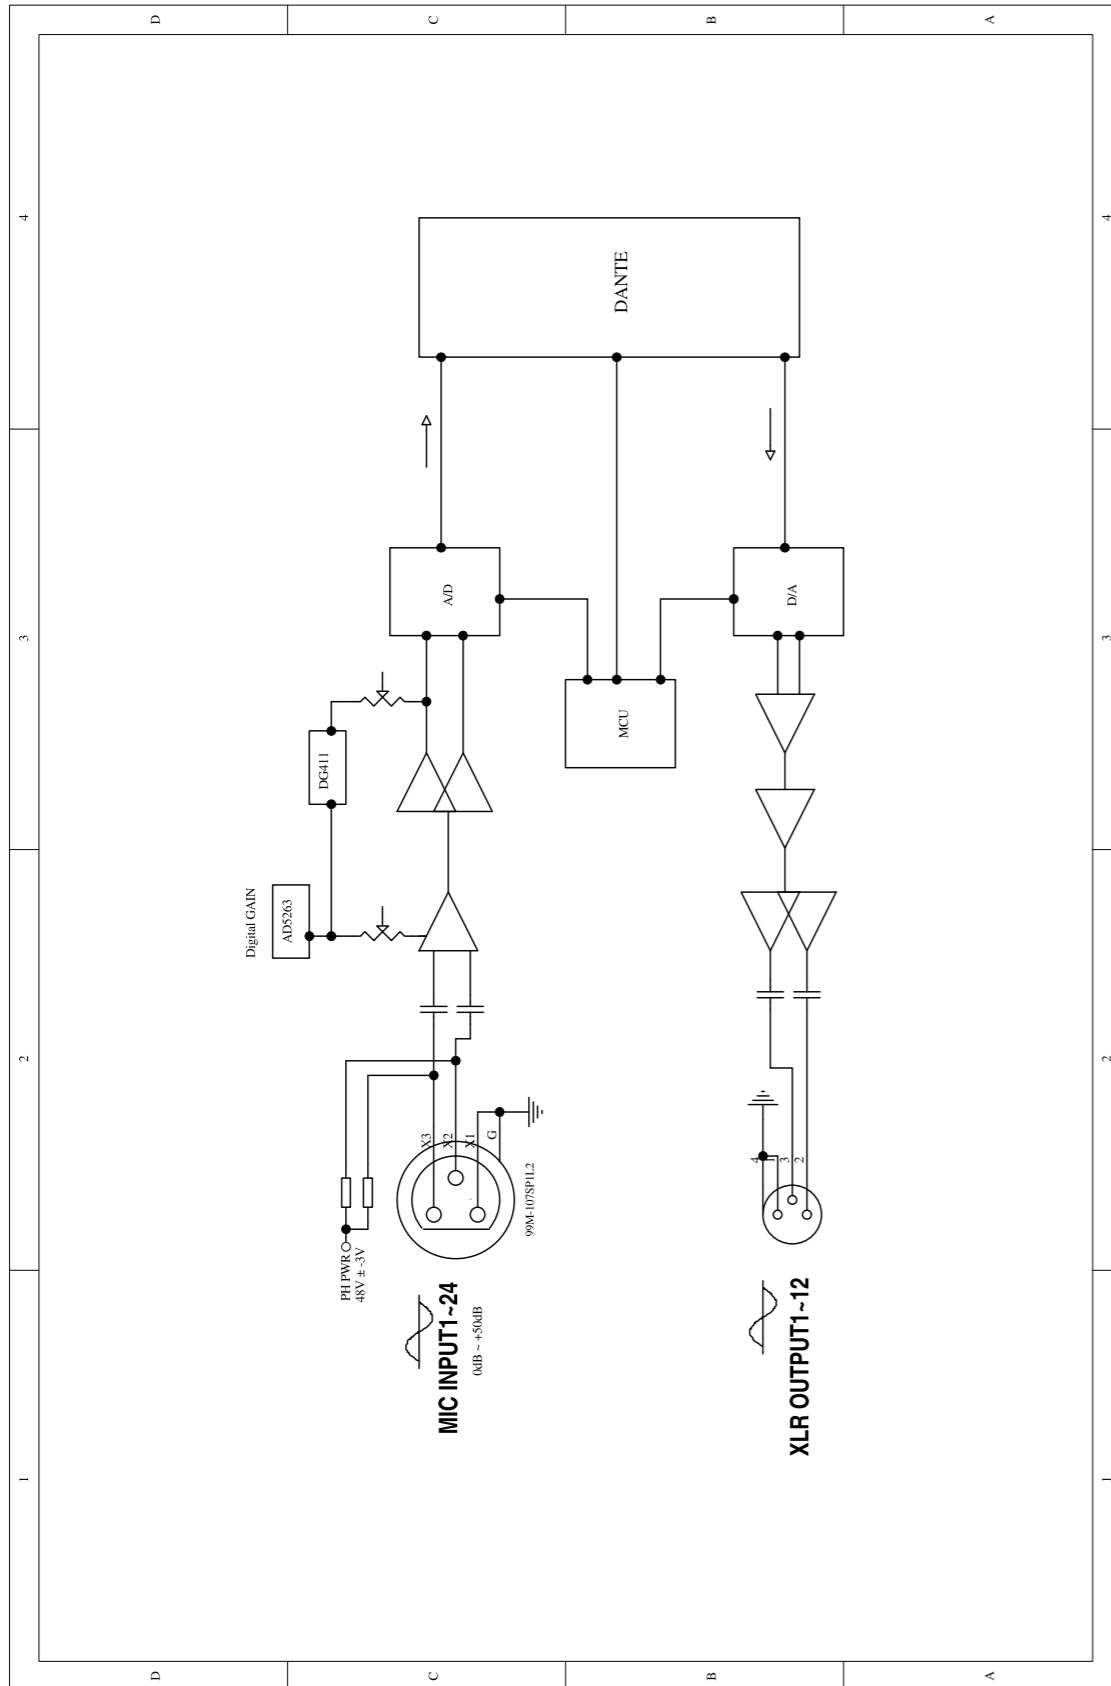 D
C
B
A
4
4
3
3
2
2
1
1
D
C
B
A
Digital GAIN
AD5263
DG411
A/D
DANTE
MCU
D/A
PH PWR
48V ± -3V
X3
X2
X1
G
99M-107SP1L2
MIC INPUT1~24
0dB ~ +50dB
4
1
3
2
XLR OUTPUT1~12